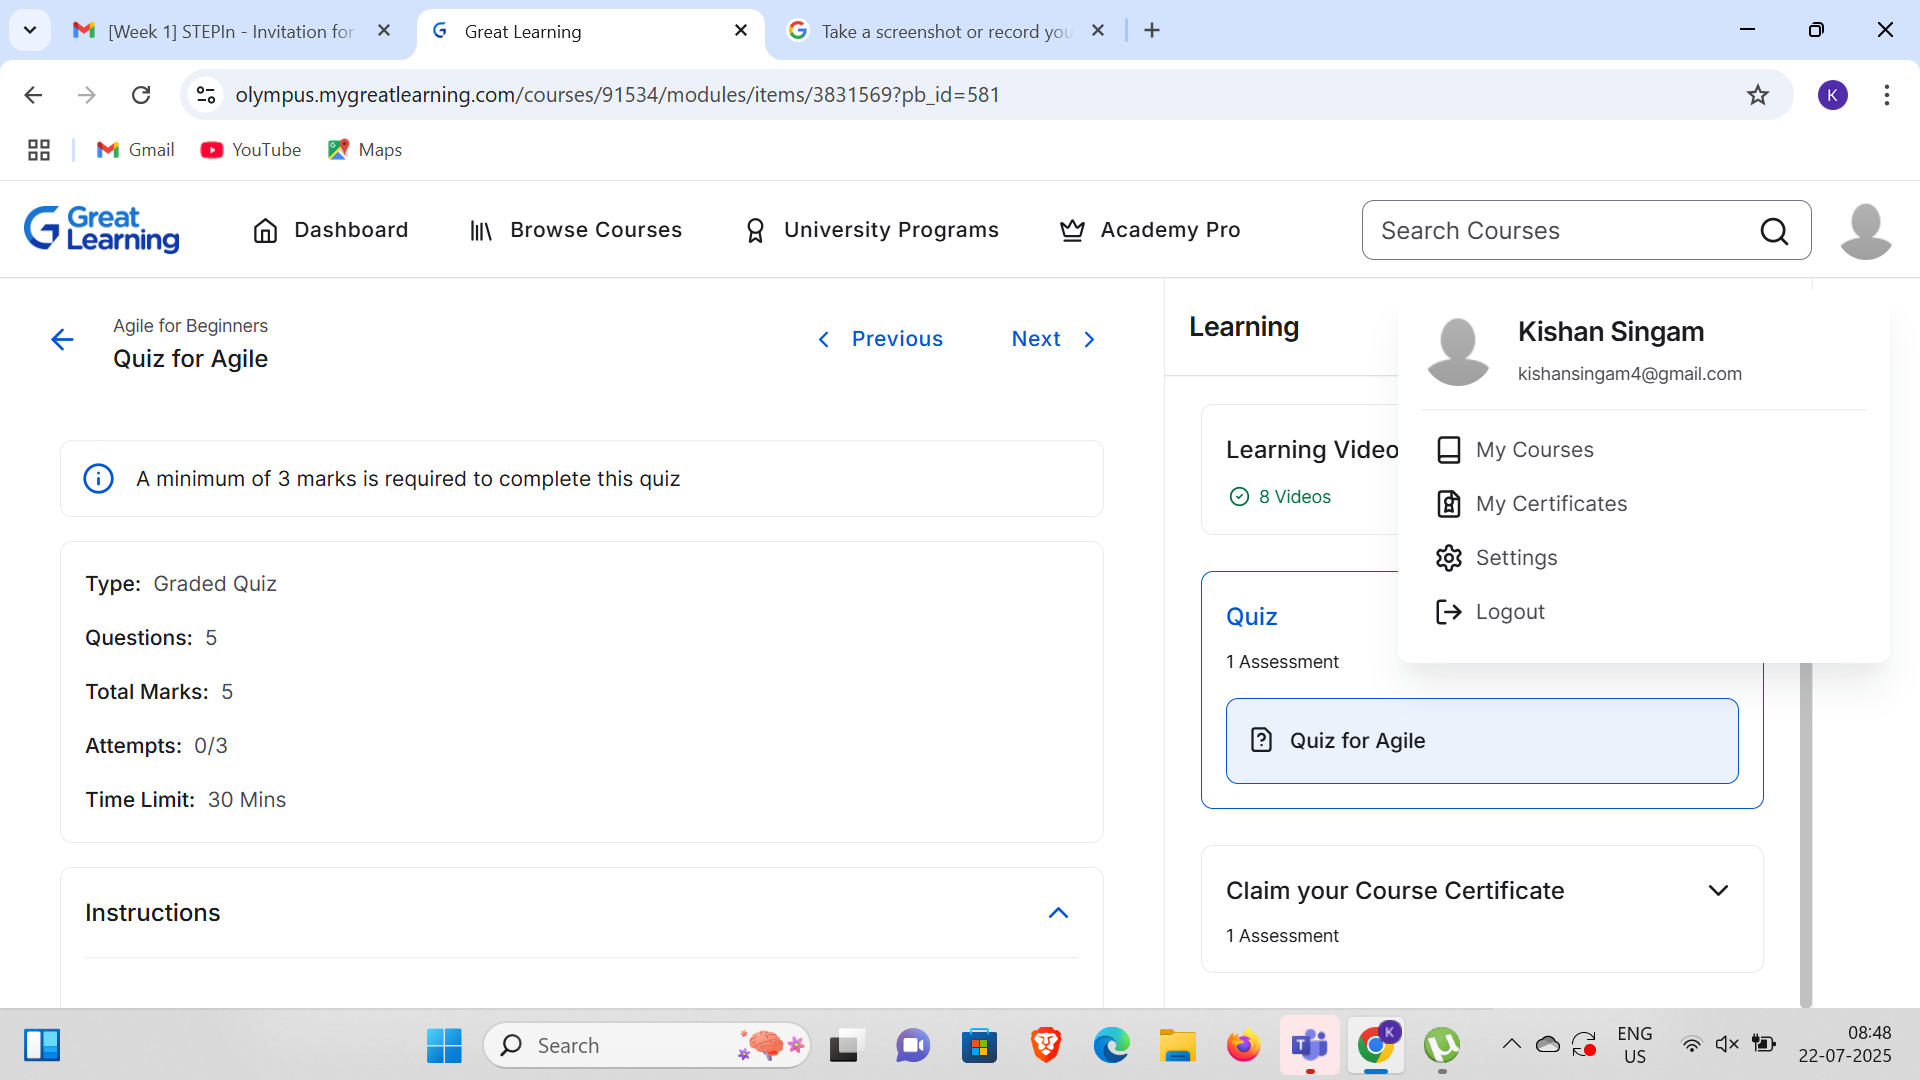 [Week 1] STEPIn - Invitation for
Great Learning
Take a screenshot or record you
olympus.mygreatlearning.com/courses/91534/modules/items/3831569?pb_id=581
K
Gmail
YouTube
Maps
Great Learning
Dashboard
Browse Courses
University Programs
Academy Pro
Search Courses
Agile for Beginners
Quiz for Agile
Previous
Next
A minimum of 3 marks is required to complete this quiz
Type: Graded Quiz
Questions: 5
Total Marks: 5
Attempts: 0/3
Time Limit: 30 Mins
Instructions
Learning
Learning Video
8 Videos
Quiz
1 Assessment
Quiz for Agile
Claim your Course Certificate
1 Assessment
Kishan Singam
kishansingam4@gmail.com
My Courses
My Certificates
Settings
Logout
Search
K
ENG
US
08:48
22-07-2025